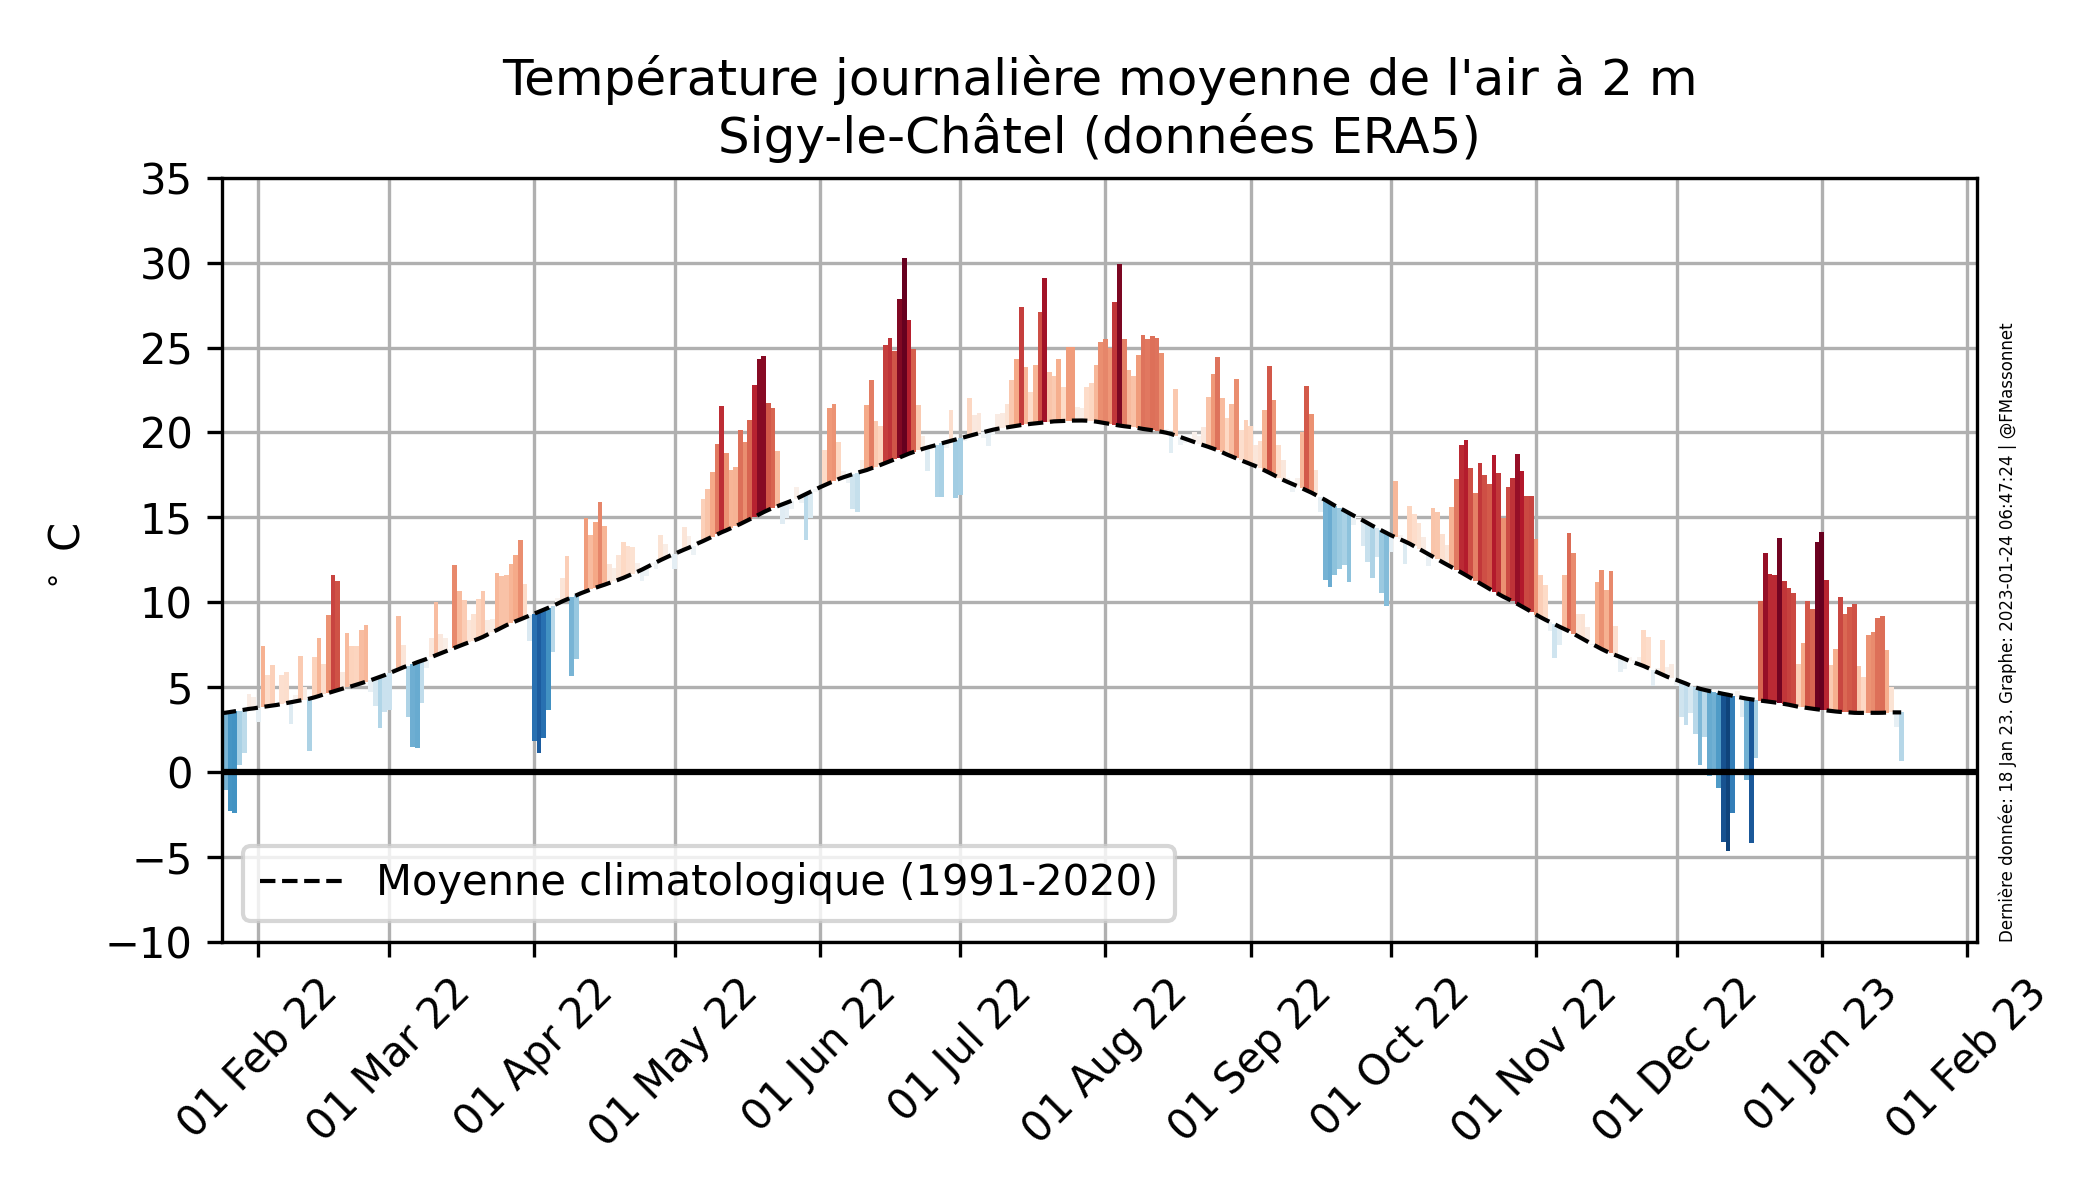 Température journalière moyenne de l'air à 2 m
Sigy-le-Châtel (données ERA5)
35
30
25
20
15
10
5
0
−5
−10
° C
Moyenne climatologique (1991-2020)
01 Feb 22
01 Mar 22
01 Apr 22
01 May 22
01 Jun 22
01 Jul 22
01 Aug 22
01 Sep 22
01 Oct 22
01 Nov 22
01 Dec 22
01 Jan 23
01 Feb 23
Dernière donnée: 18 Jan 23. Graphe: 2023-01-24 06:47:24 | @FMassonnet